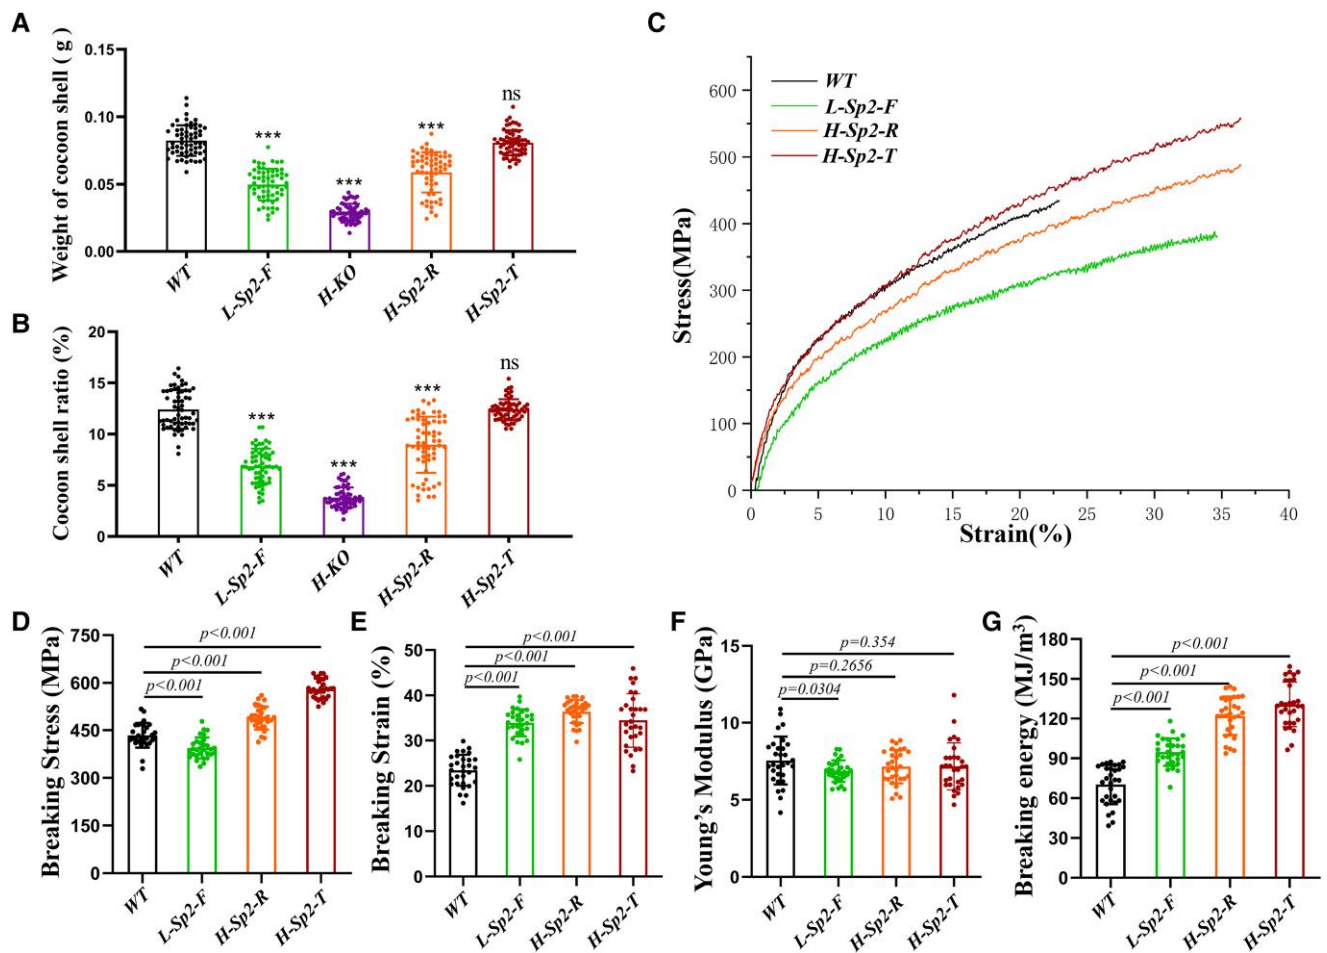 A
Weight of cocoon shell ( g )
0.15
0.10
0.05
0.00
***
***
***
ns
WT
L-Sp2-F
H-KO
H-Sp2-R
H-Sp2-T
B
Cocoon shell ratio (%)
20
15
10
5
0
***
***
***
ns
WT
L-Sp2-F
H-KO
H-Sp2-R
H-Sp2-T
C
Stress(MPa)
600
500
400
300
200
100
0
WT
L-Sp2-F
H-Sp2-R
H-Sp2-T
0 5 10 15 20 25 30 35 40
Strain(%)
D
Breaking Stress (MPa)
750
600
450
300
150
0
p<0.001
p<0.001
p<0.001
WT
L-Sp2-F
H-Sp2-R
H-Sp2-T
E
Breaking Strain (%)
50
40
30
20
10
0
p<0.001
p<0.001
p<0.001
WT
L-Sp2-F
H-Sp2-R
H-Sp2-T
F
Young's Modulus (GPa)
15
10
5
0
p=0.354
p=0.2656
p=0.0304
WT
L-Sp2-F
H-Sp2-R
H-Sp2-T
G
Breaking energy (MJ/m³)
180
150
120
90
60
30
0
p<0.001
p<0.001
p<0.001
WT
L-Sp2-F
H-Sp2-R
H-Sp2-T